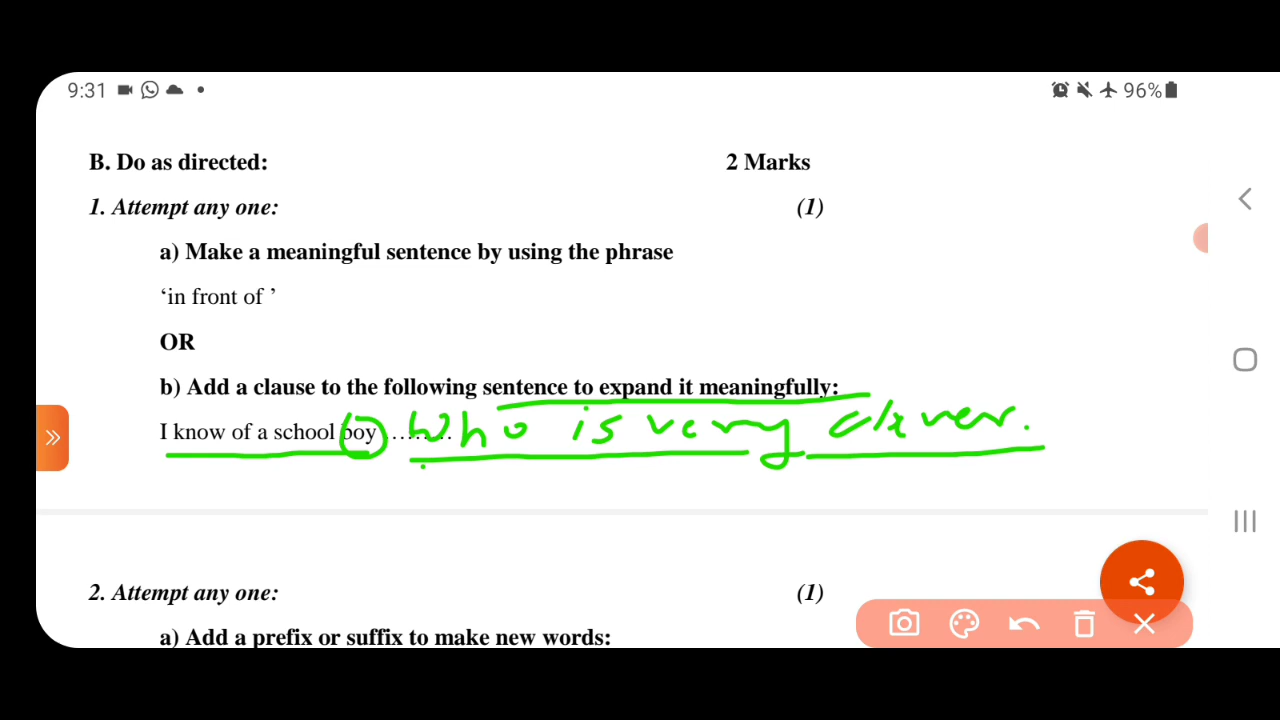 9:31 96%
B. Do as directed: 2 Marks
1. Attempt any one: (1)
a) Make a meaningful sentence by using the phrase
‘in front of ’
OR
b) Add a clause to the following sentence to expand it meaningfully:
I know of a school boy ......... who is very clever.
2. Attempt any one: (1)
a) Add a prefix or suffix to make new words: